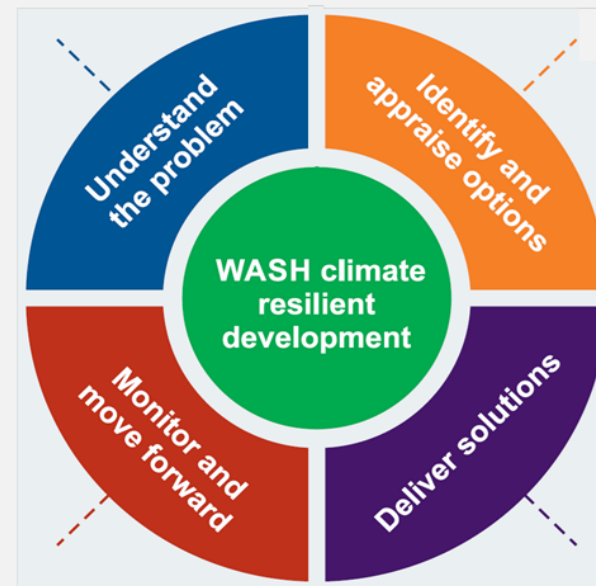 Understand
the problem
Identify and
appraise options
WASH climate
resilient
development
Monitor and
move forward
Deliver solutions